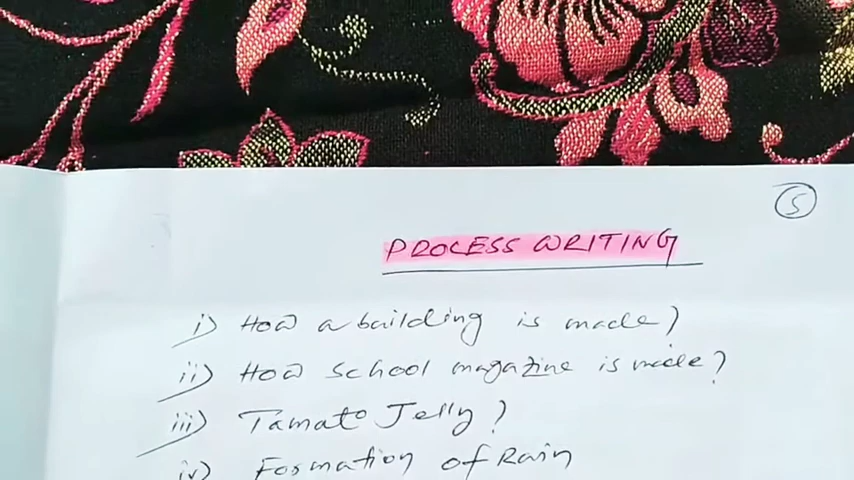 5
PROCESS WRITING
i) How a building is made?
ii) How school magazine is made?
iii) Tamato Jelly?
iv) Formation of Rain